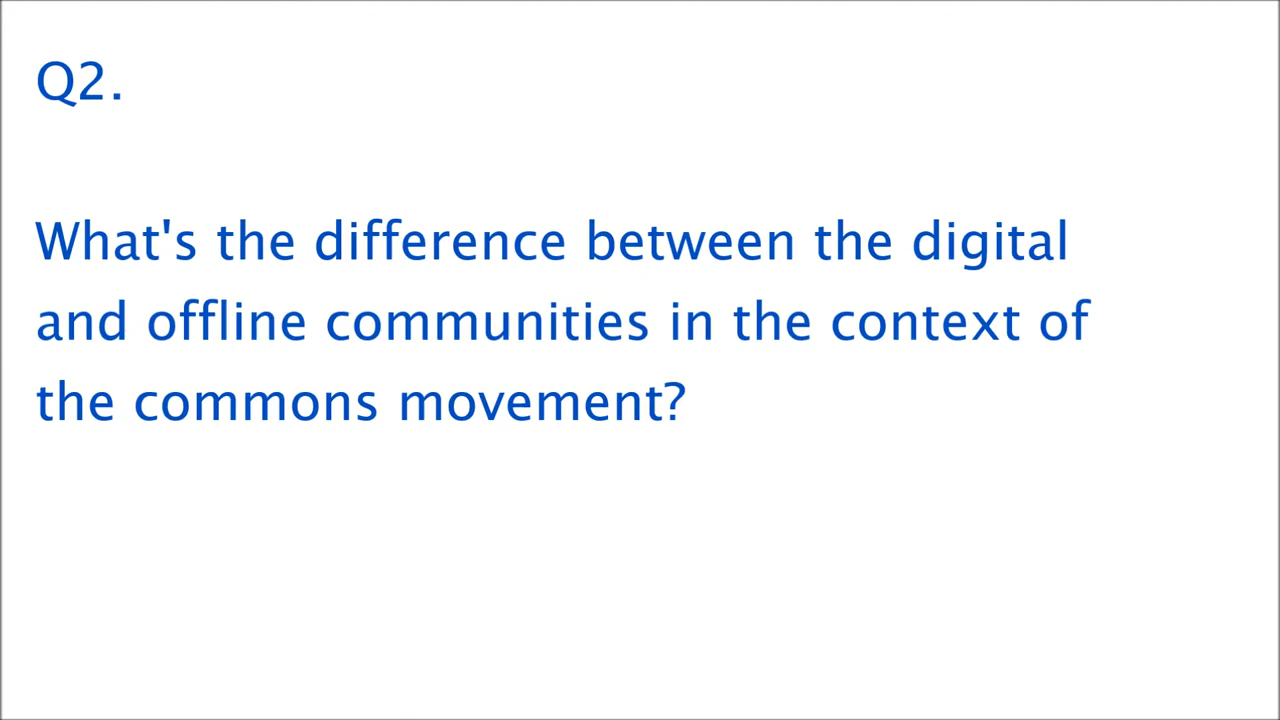 Q2.
What's the difference between the digital
and offline communities in the context of
the commons movement?